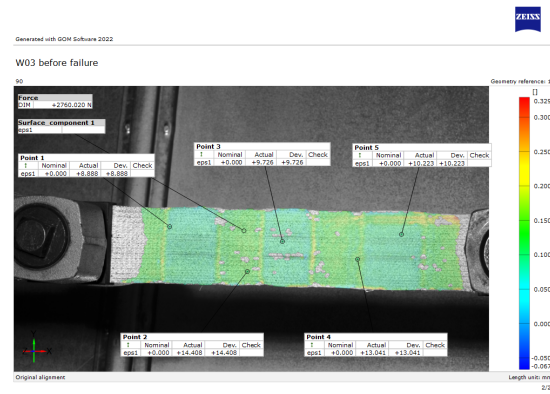 ZEISS
Generated with GOM Software 2022
W03 before failure
90
Geometry reference: 1
[]
Force
DIM +2760.020 N
Surface_component 1
eps1
Point 1
Nominal Actual Dev. Check
eps1 +0.000 +8.888 +8.888
Point 3
Nominal Actual Dev. Check
eps1 +0.000 +9.726 +9.726
Point 5
Nominal Actual Dev. Check
eps1 +0.000 +10.223 +10.223
Point 2
Nominal Actual Dev. Check
eps1 +0.000 +14.408 +14.408
Point 4
Nominal Actual Dev. Check
eps1 +0.000 +13.041 +13.041
0.325
0.300
0.250
0.200
0.150
0.100
0.050
0.000
-0.050
-0.067
Original alignment
Length unit: mm
2/2